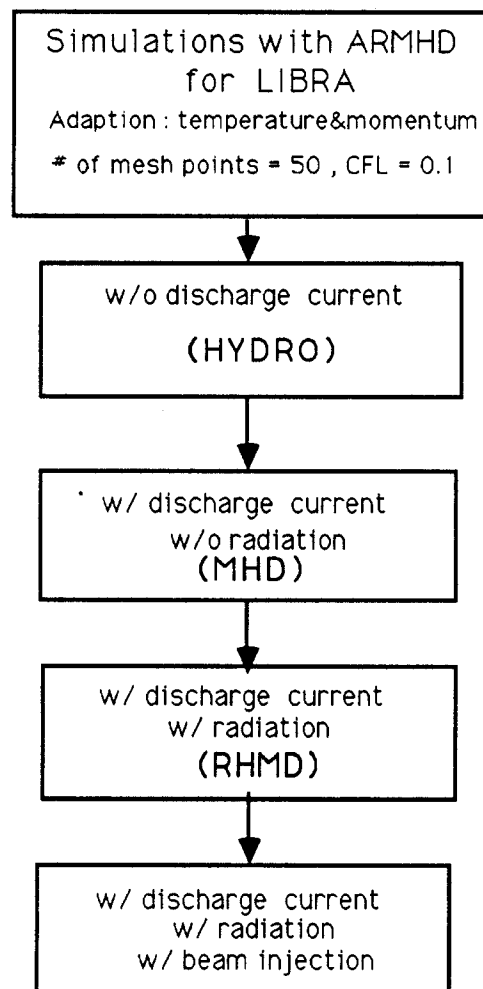 Simulations with ARMHD
for LIBRA
Adaption : temperature&momentum
# of mesh points = 50 , CFL = 0.1
w/o discharge current
(HYDRO)
w/ discharge current
w/o radiation
(MHD)
w/ discharge current
w/ radiation
(RHMD)
w/ discharge current
w/ radiation
w/ beam injection